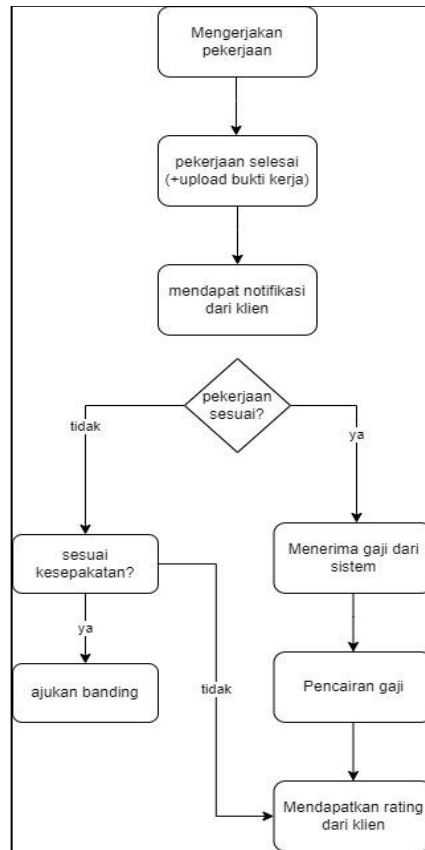 Mengerjakan
pekerjaan
pekerjaan selesai
(+upload bukti kerja)
mendapat notifikasi
dari klien
pekerjaan
sesuai?
tidak
ya
sesuai
kesepakatan?
Menerima gaji dari
sistem
ya
ajukan banding
tidak
Pencairan gaji
Mendapatkan rating
dari klien